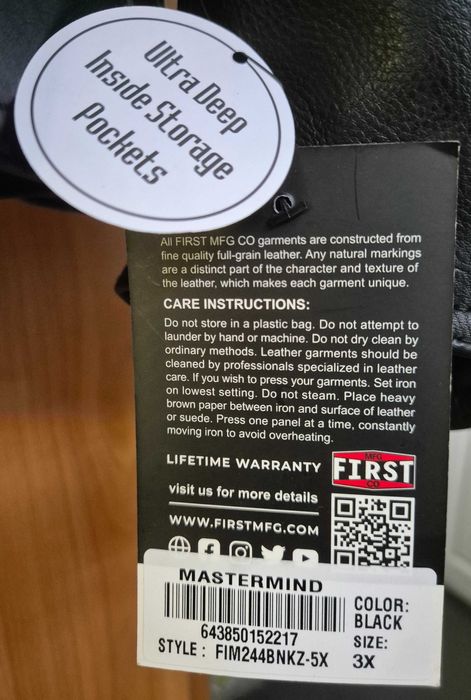 Ultra Deep
Inside Storage
Pockets
All FIRST MFG CO garments are constructed from
fine quality full-grain leather. Any natural markings
are a distinct part of the character and texture of
the leather, which makes each garment unique.
CARE INSTRUCTIONS:
Do not store in a plastic bag. Do not attempt to
launder by hand or machine. Do not dry clean by
ordinary methods. Leather garments should be
cleaned by professionals specialized in leather
care. If you wish to press your garments. Set iron
on lowest setting. Do not steam. Place heavy
brown paper between iron and surface of leather
or suede. Press one panel at a time, constantly
moving iron to avoid overheating.
LIFETIME WARRANTY
MFG
FIRST
CO
visit us for more details
WWW.FIRSTMFG.COM
MASTERMIND
643850152217
STYLE : FIM244BNKZ-5X
COLOR:
BLACK
SIZE:
3X